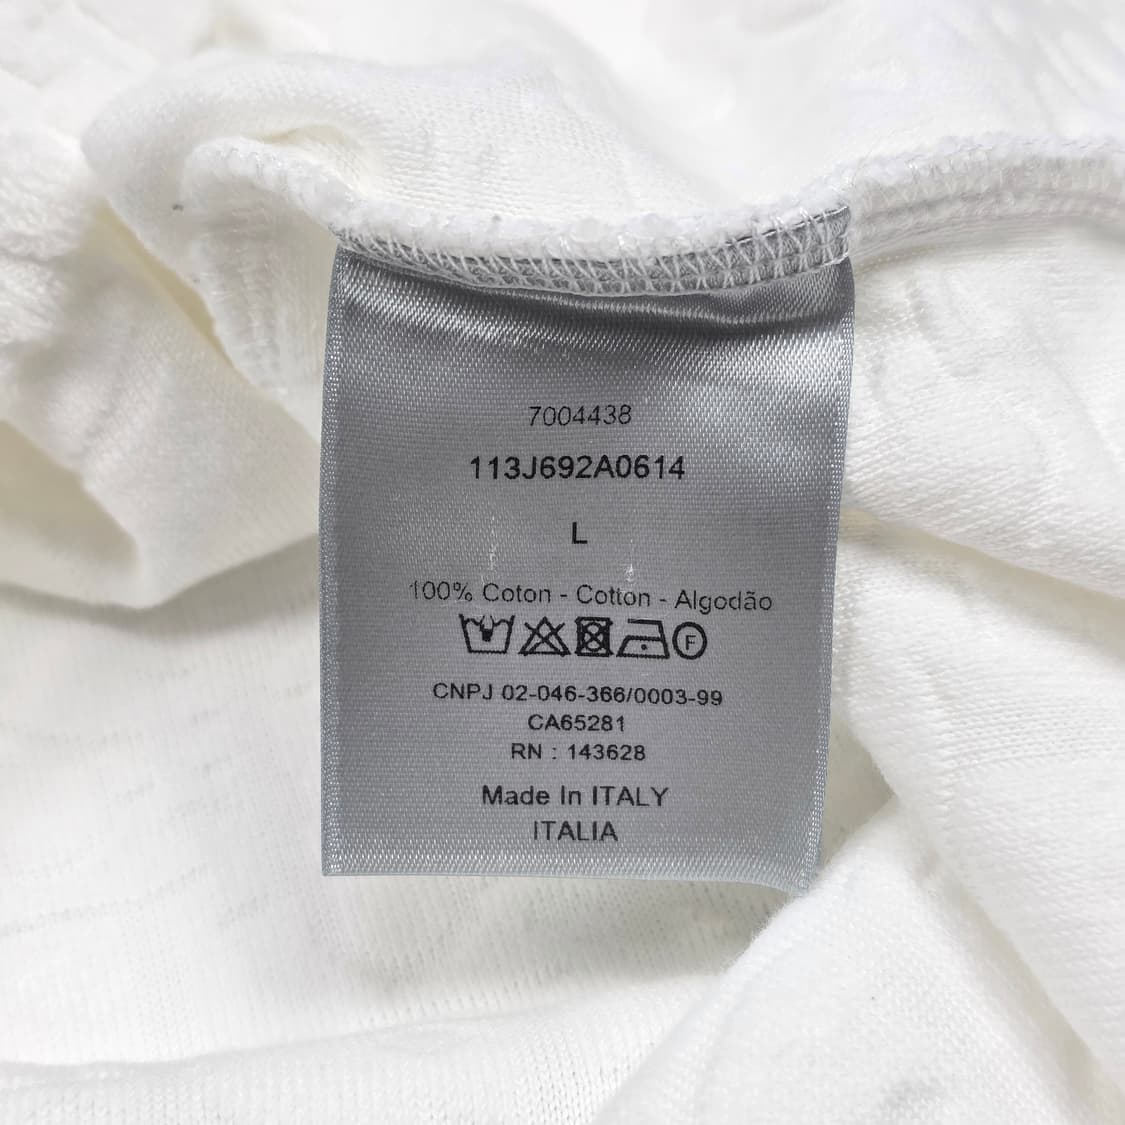 7004438
113J692A0614
L
100% Coton - Cotton - Algodão
F
CNPJ 02-046-366/0003-99
CA65281
RN : 143628
Made In ITALY
ITALIA